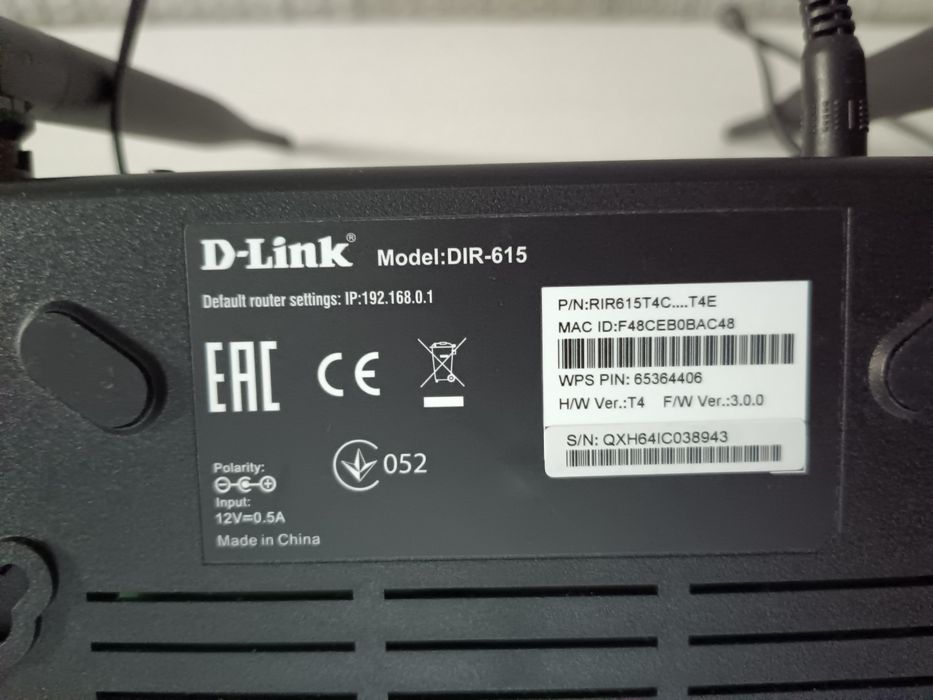 D-Link® Model:DIR-615
Default router settings: IP:192.168.0.1
P/N:RIR615T4C....T4E
MAC ID:F48CEB0BAC48
WPS PIN: 65364406
H/W Ver.:T4 F/W Ver.:3.0.0
S/N: QXH64IC038943
EAC CE
052
Polarity:
Input:
12V=0.5A
Made in China